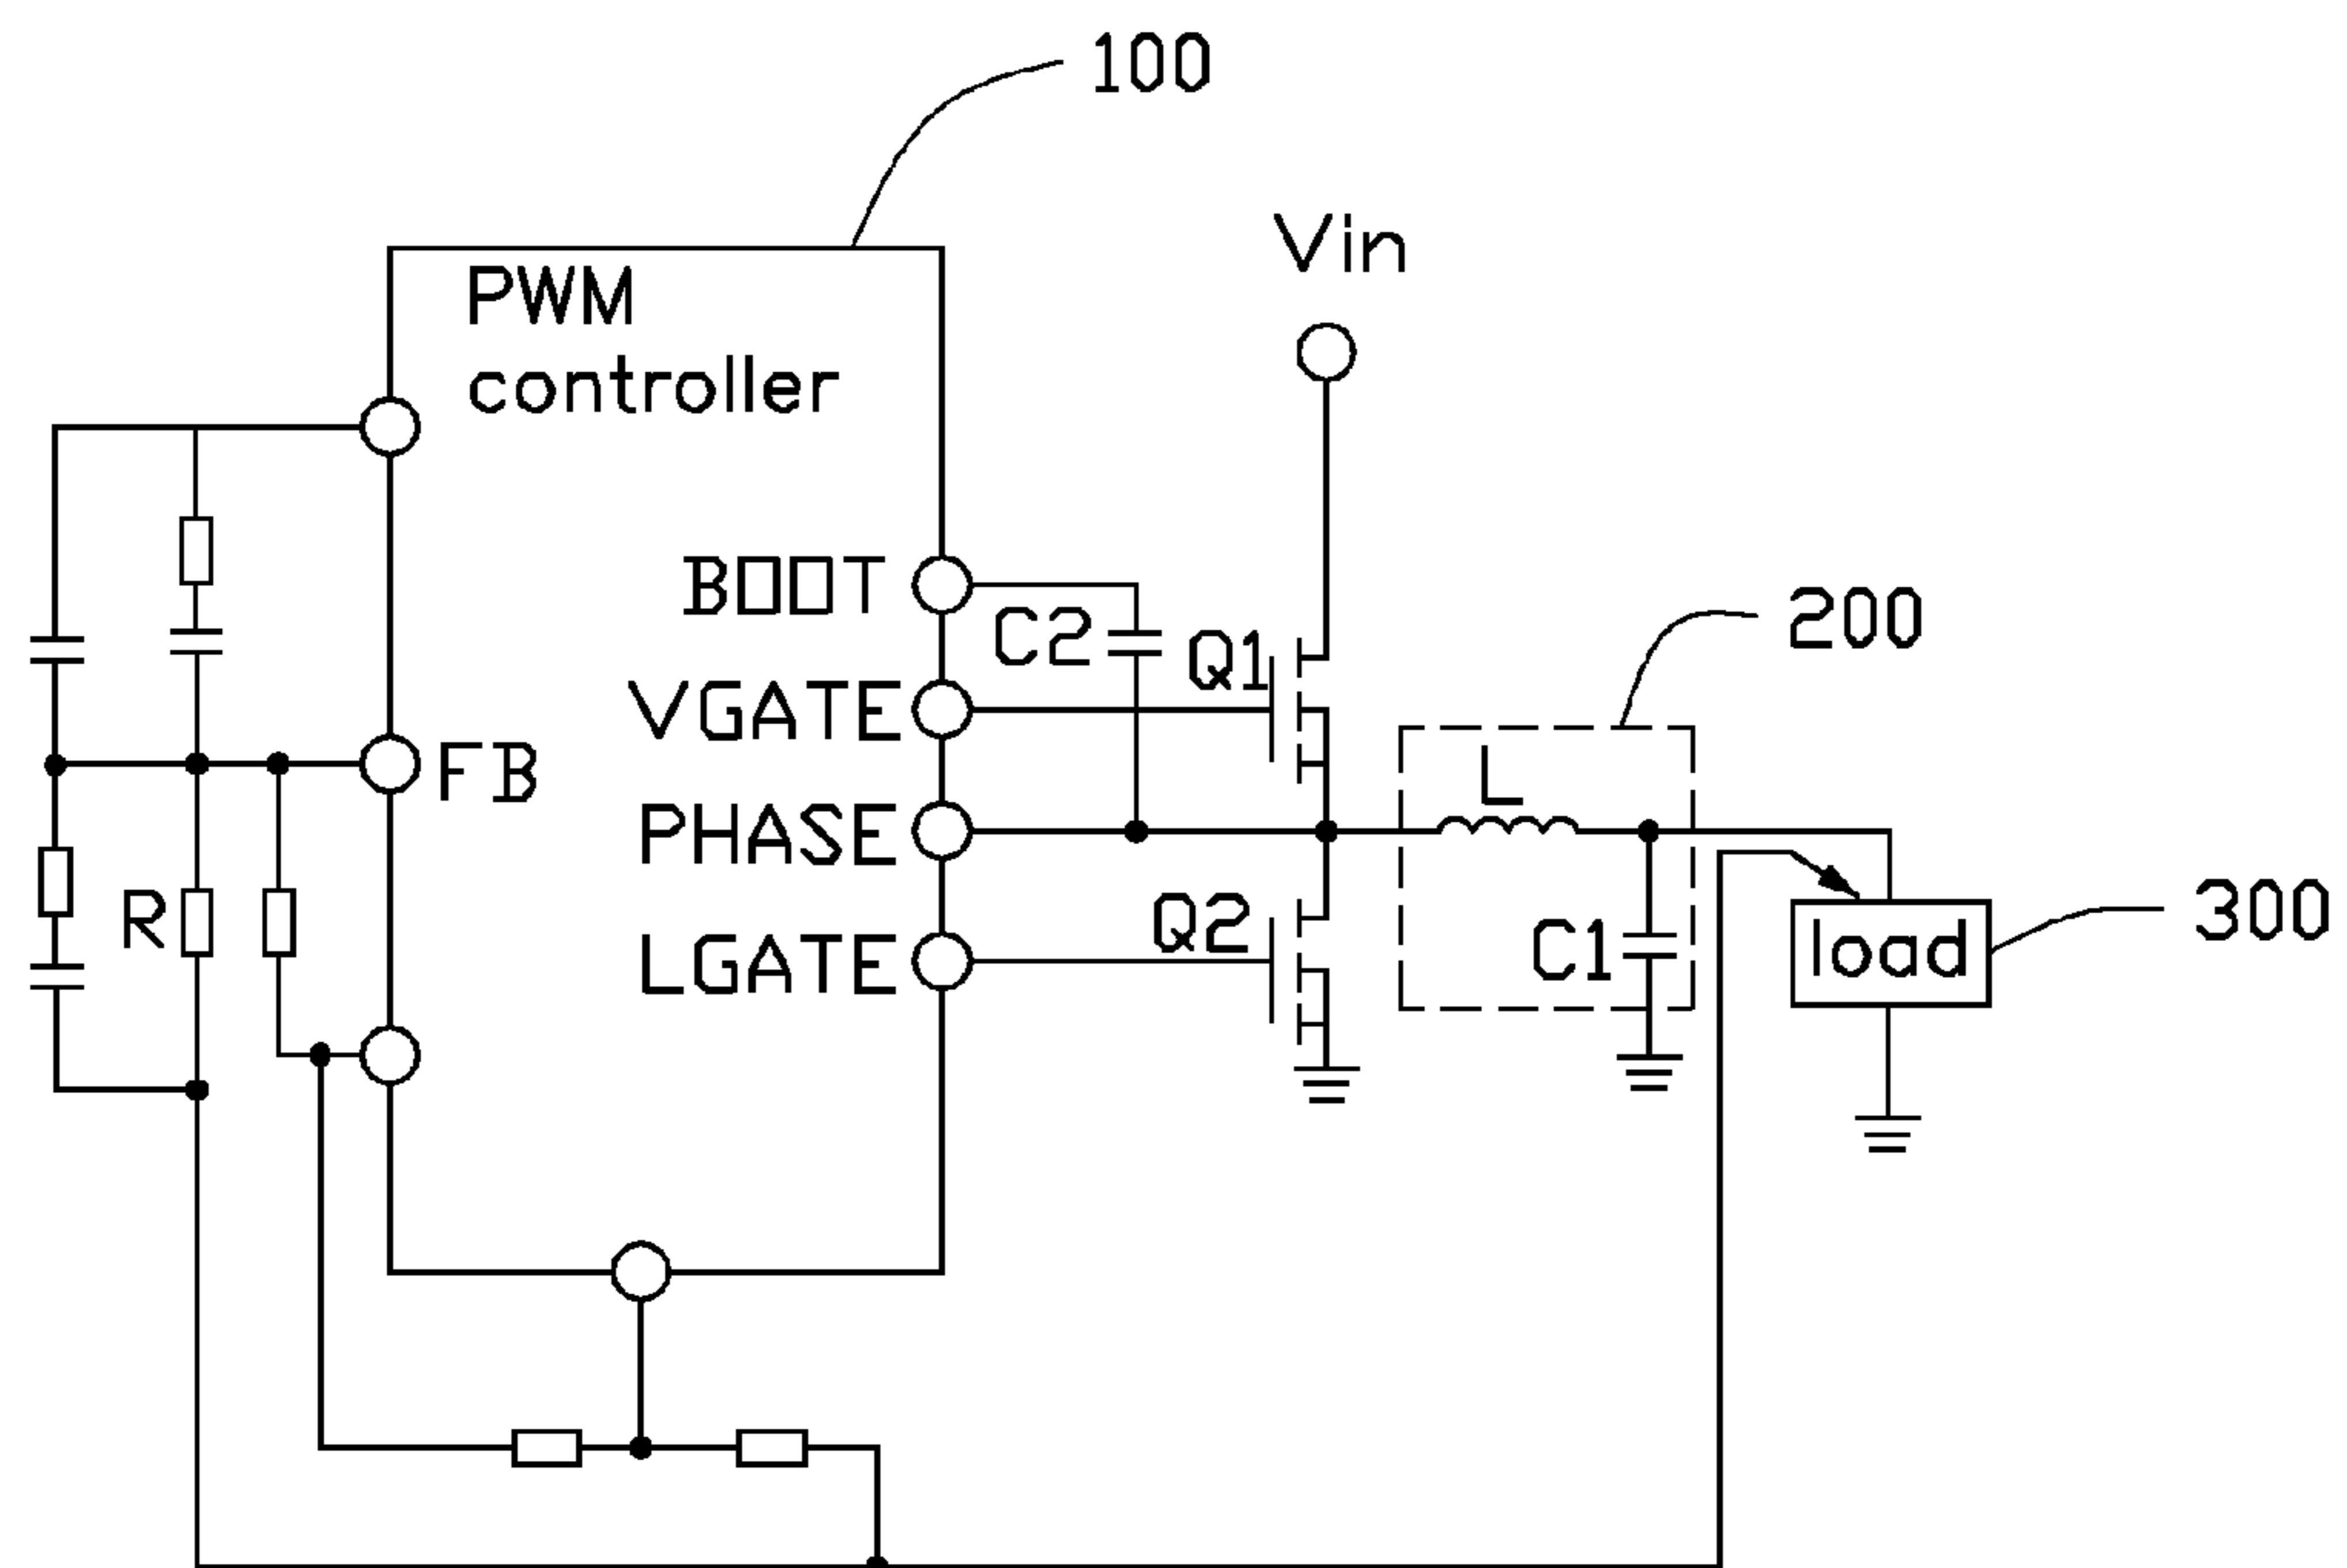 100
PWM
controller
Vin
BOOT
C2
Q1
200
VGATE
FB
L
PHASE
R
Q2
C1
load
300
LGATE